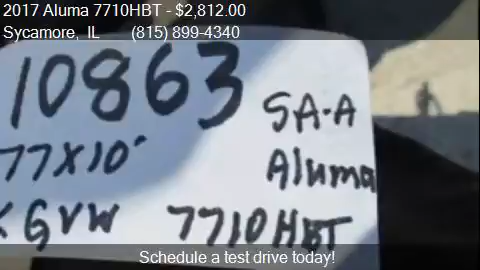 2017 Aluma 7710HBT - $2,812.00
Sycamore, IL (815) 899-4340
10863
SA-A
77X10'
Aluma
K GVW 7710HBT
Schedule a test drive today!